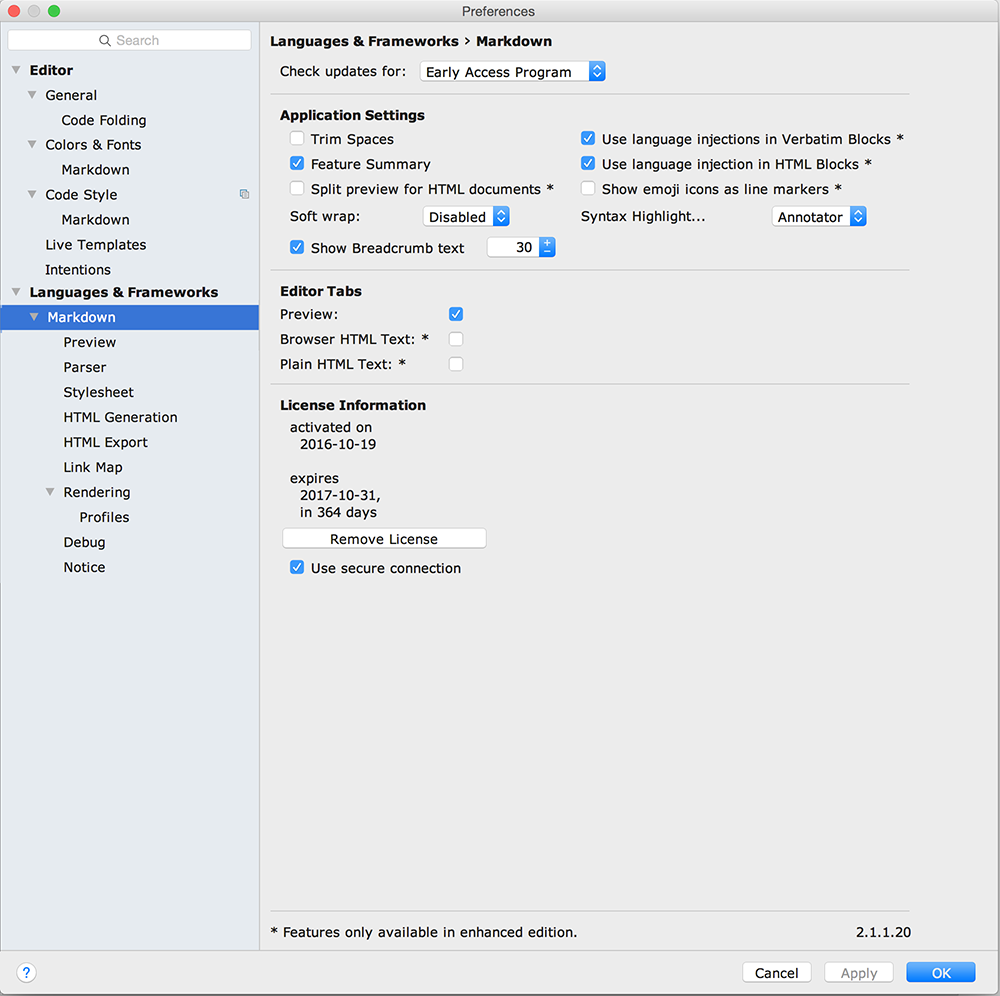 Preferences
Search
Editor
General
Code Folding
Colors & Fonts
Markdown
Code Style
Markdown
Live Templates
Intentions
Languages & Frameworks
Markdown
Preview
Parser
Stylesheet
HTML Generation
HTML Export
Link Map
Rendering
Profiles
Debug
Notice
Languages & Frameworks › Markdown
Check updates for: Early Access Program
Application Settings
Trim Spaces
Use language injections in Verbatim Blocks *
Feature Summary
Use language injection in HTML Blocks *
Split preview for HTML documents *
Show emoji icons as line markers *
Soft wrap: Disabled
Syntax Highlight... Annotator
Show Breadcrumb text 30
Editor Tabs
Preview:
Browser HTML Text: *
Plain HTML Text: *
License Information
activated on
2016-10-19
expires
2017-10-31,
in 364 days
Remove License
Use secure connection
* Features only available in enhanced edition.
2.1.1.20
?
Cancel
Apply
OK